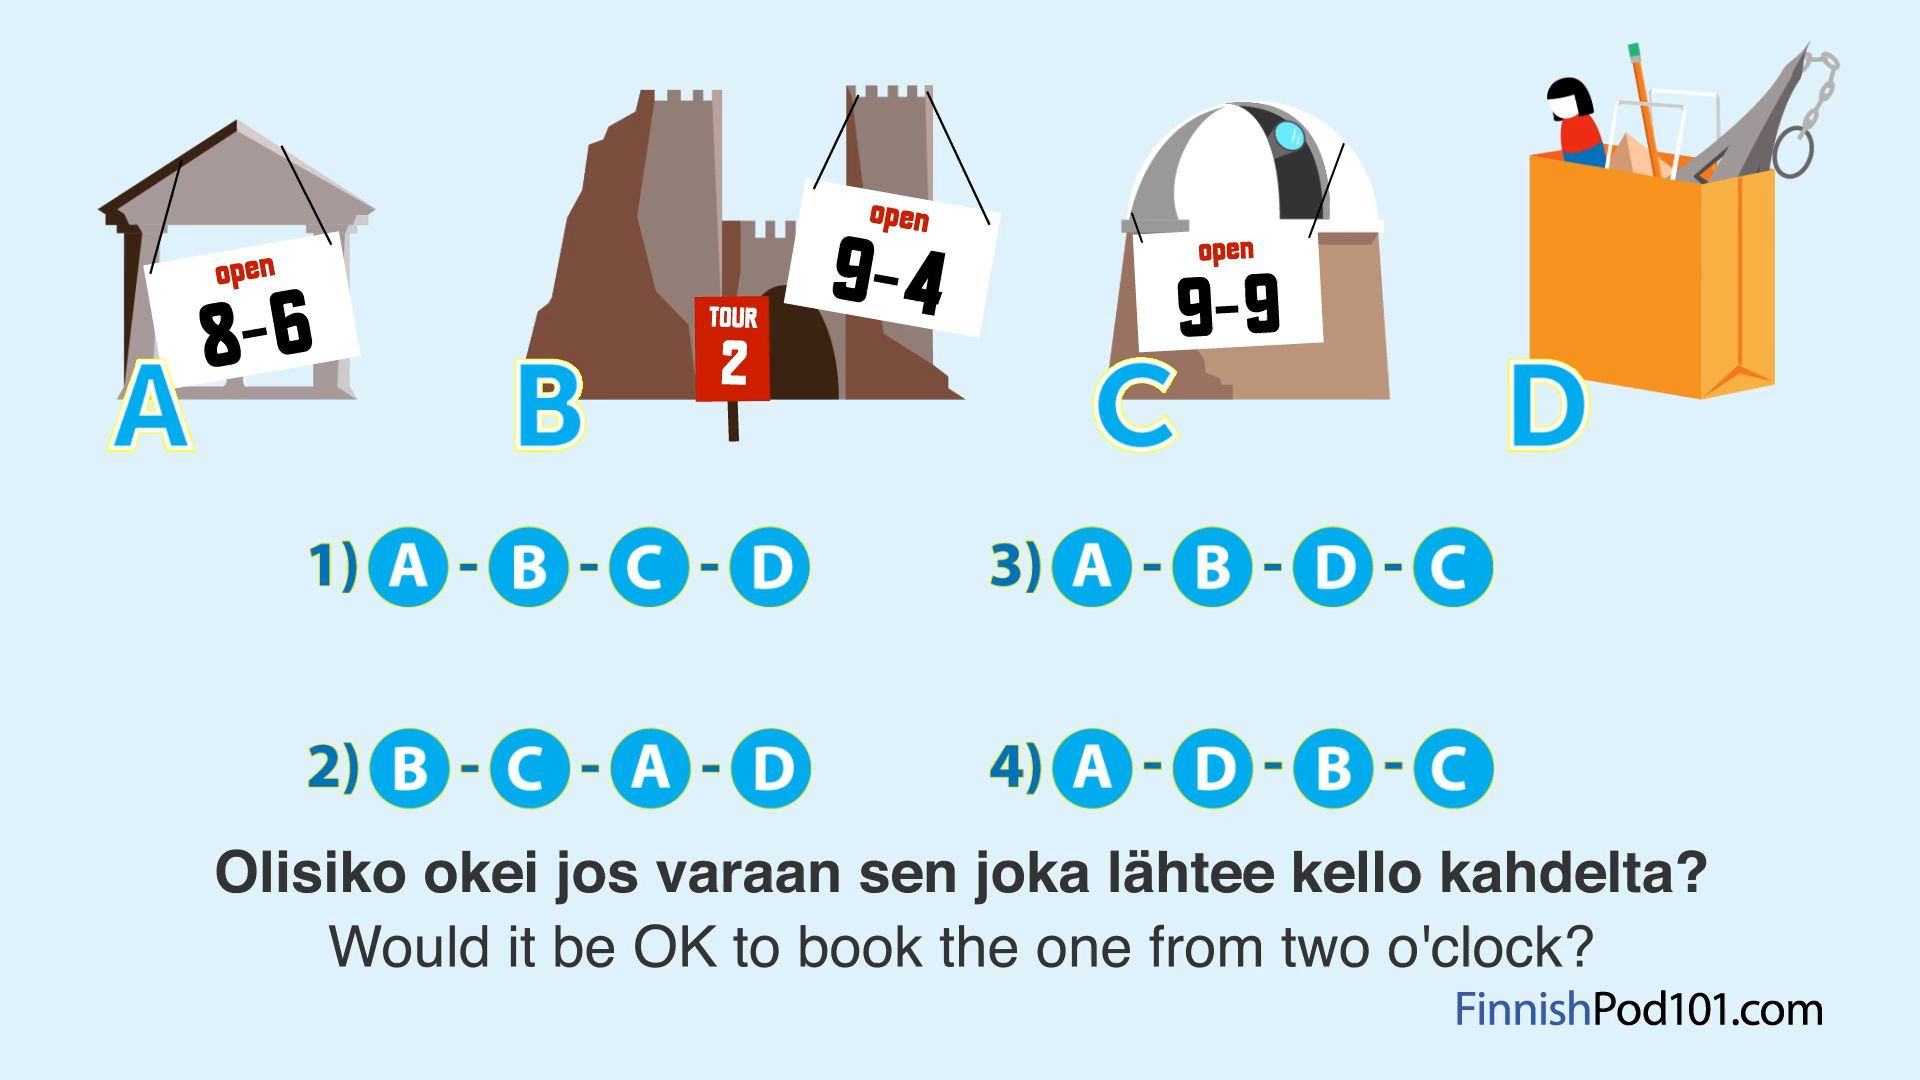 open
8-6
A
open
9-4
TOUR
2
B
open
9-9
C
D
1) A - B - C - D
3) A - B - D - C
2) B - C - A - D
4) A - D - B - C
Olisiko okei jos varaan sen joka lähtee kello kahdelta?
Would it be OK to book the one from two o'clock?
FinnishPod101.com